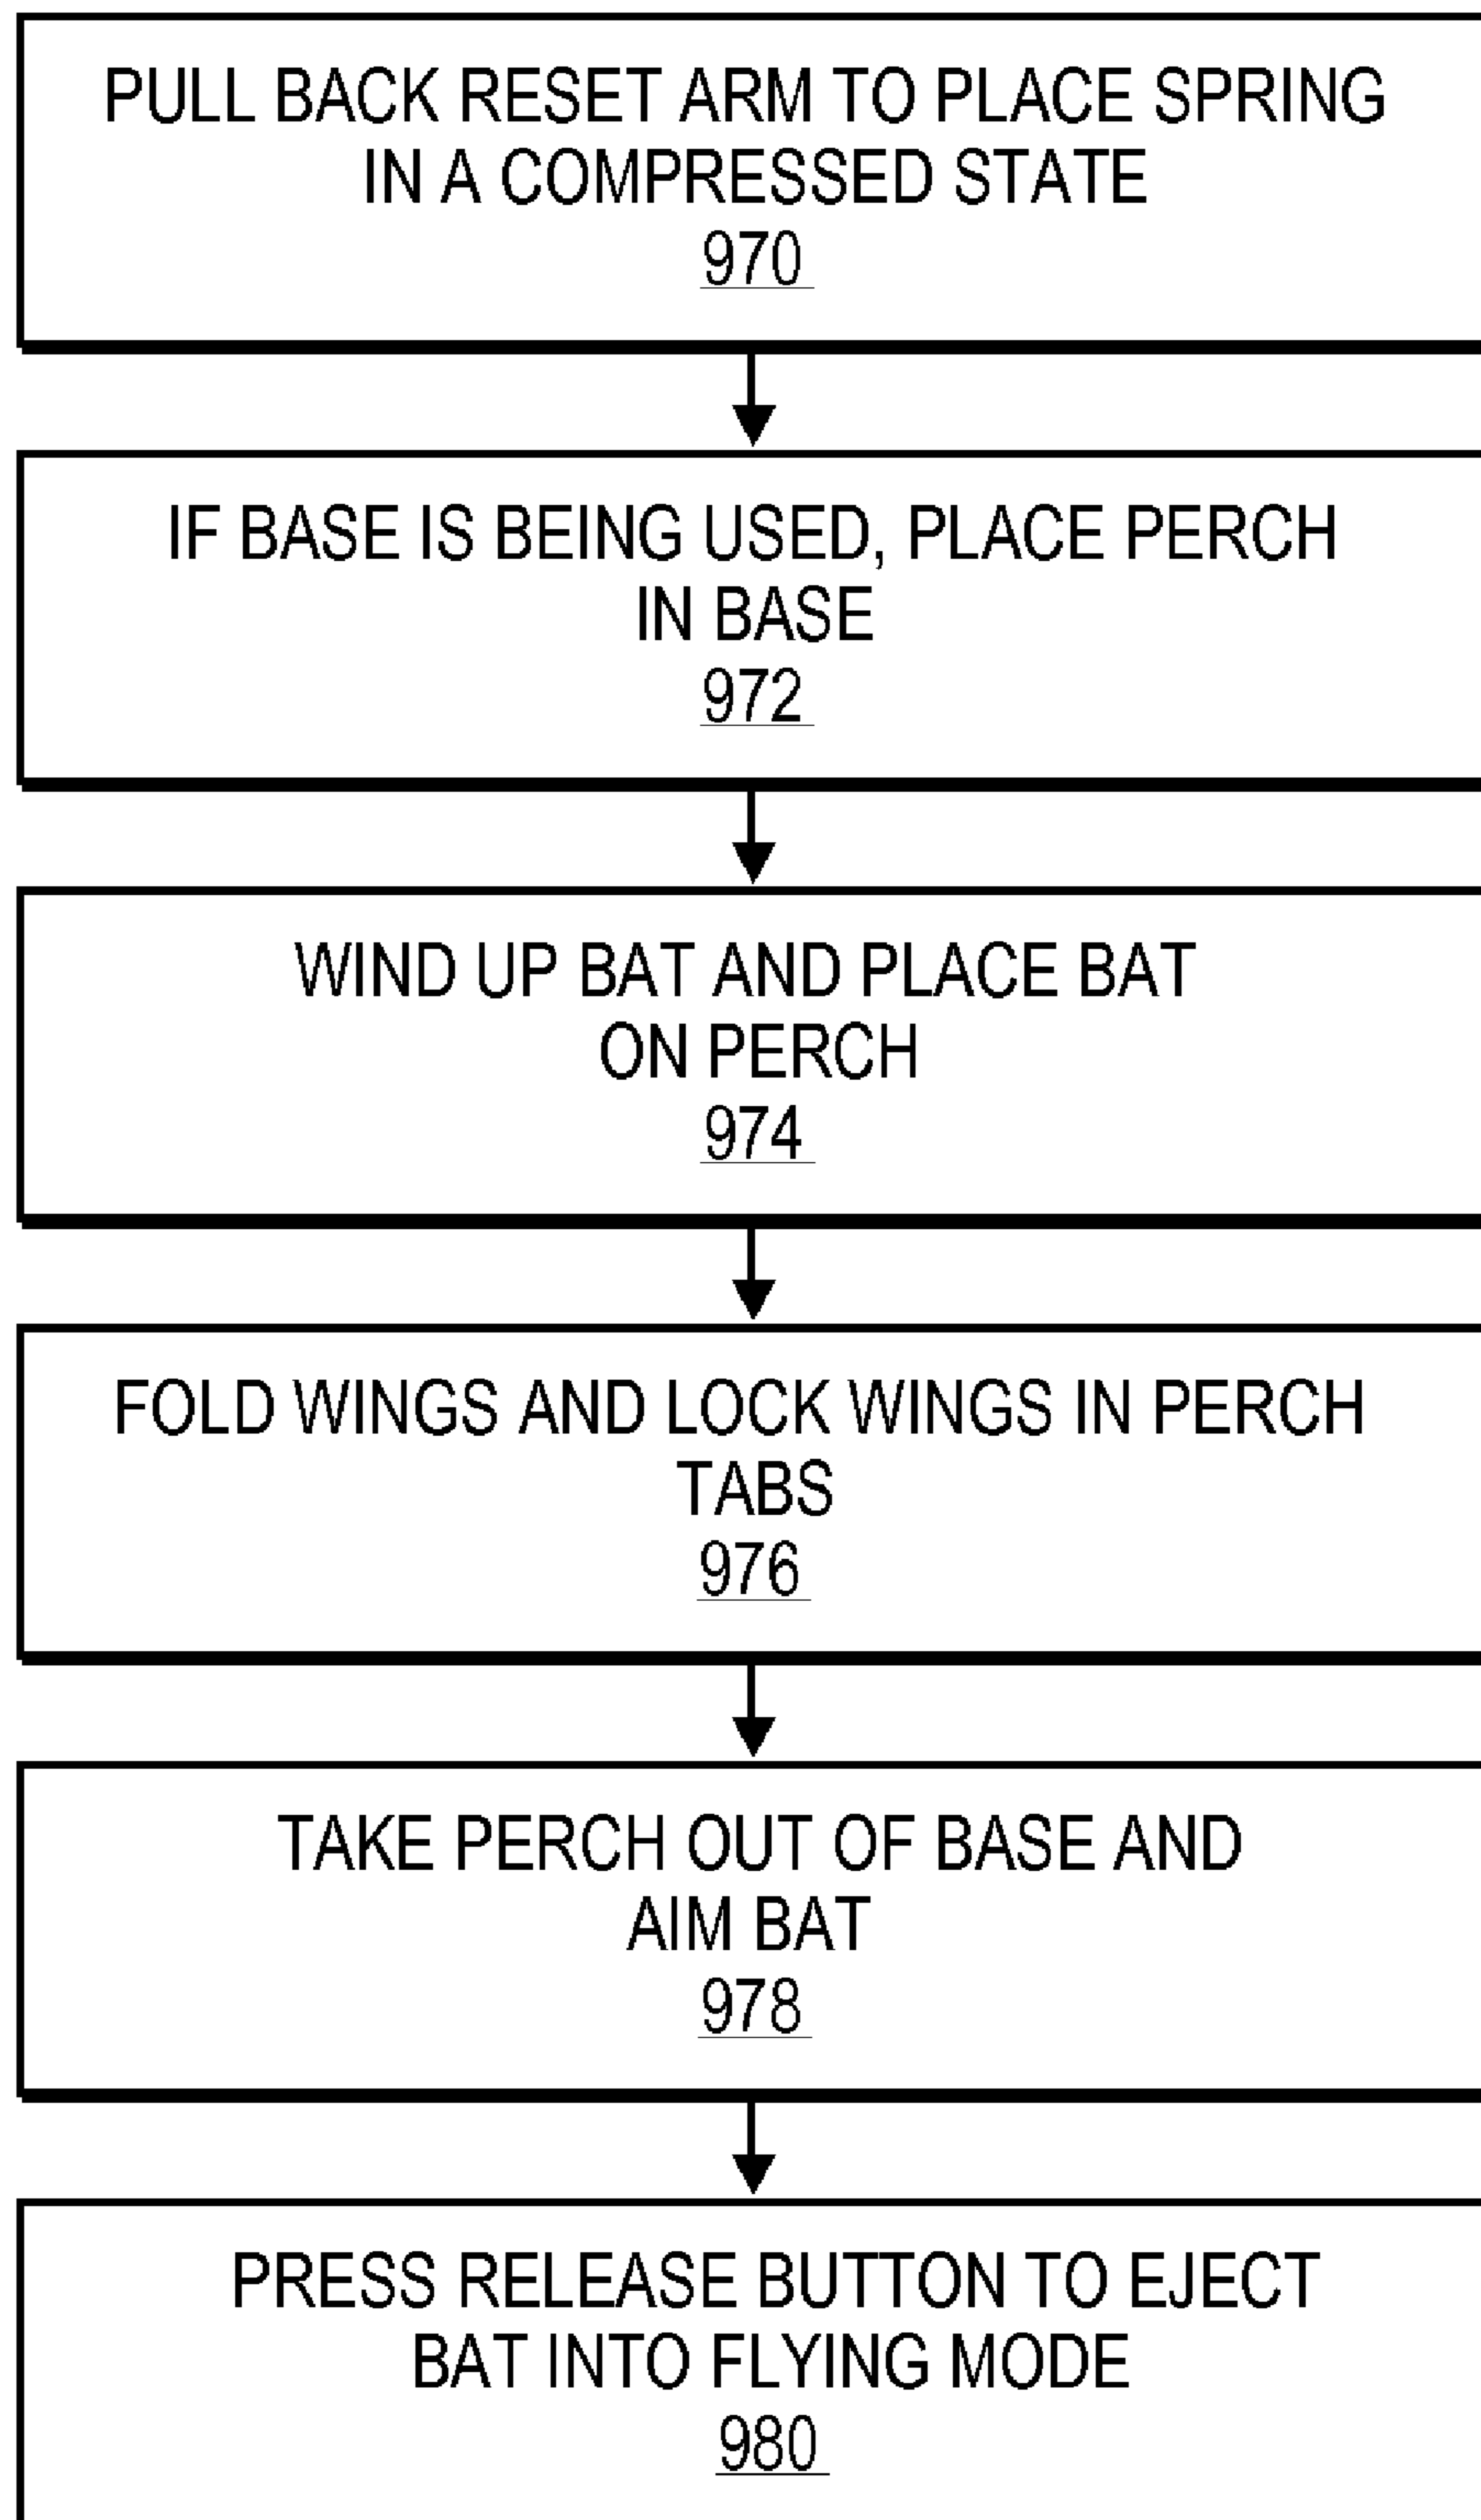 PULL BACK RESET ARM TO PLACE SPRING
IN A COMPRESSED STATE
970
IF BASE IS BEING USED, PLACE PERCH
IN BASE
972
WIND UP BAT AND PLACE BAT
ON PERCH
974
FOLD WINGS AND LOCK WINGS IN PERCH
TABS
976
TAKE PERCH OUT OF BASE AND
AIM BAT
978
PRESS RELEASE BUTTON TO EJECT
BAT INTO FLYING MODE
980